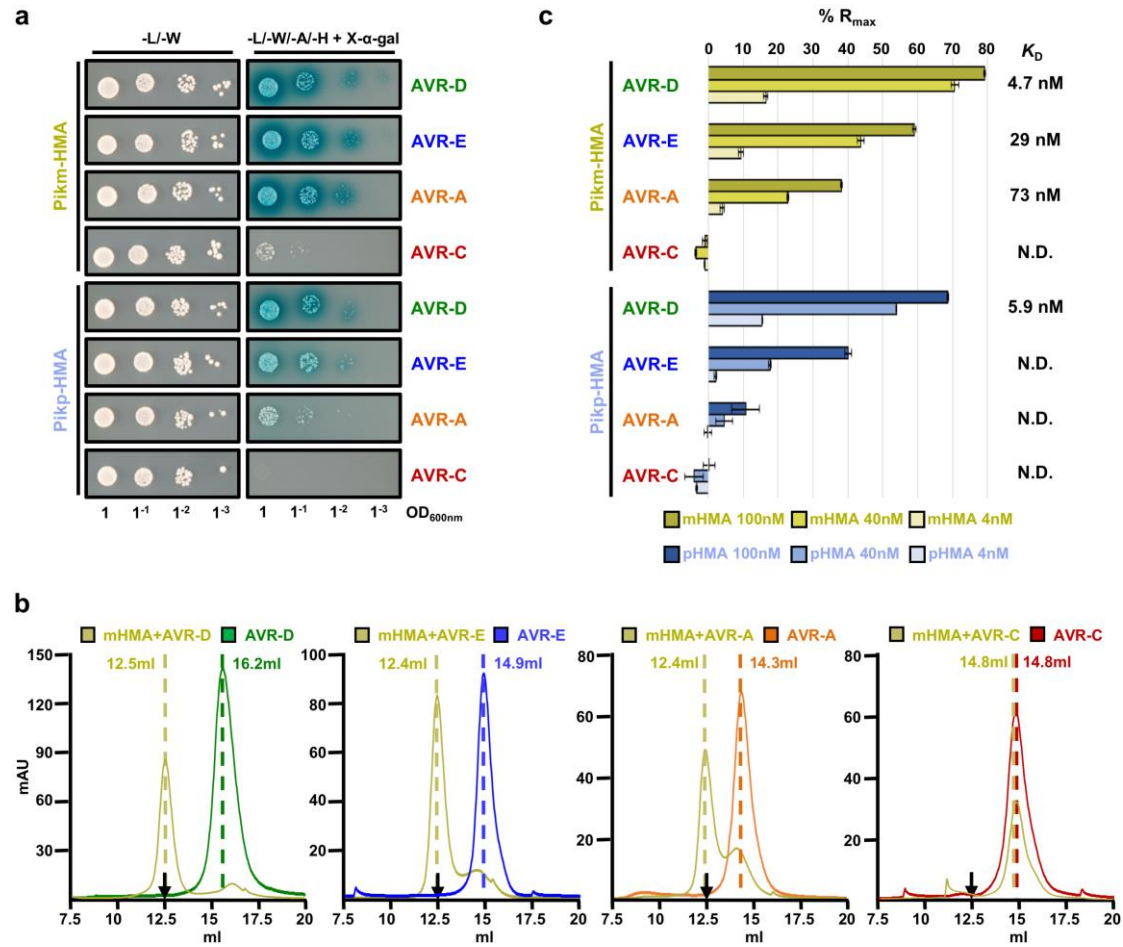 a
-L/-W
-L/-W/-A/-H + X-α-gal
Pikm-HMA
AVR-D
AVR-E
AVR-A
AVR-C
Pikp-HMA
AVR-D
AVR-E
AVR-A
AVR-C
1 1⁻¹ 1⁻² 1⁻³ 1 1⁻¹ 1⁻² 1⁻³ OD600nm
c
% Rmax
0 10 20 30 40 50 60 70 80
KD
Pikm-HMA
AVR-D 4.7 nM
AVR-E 29 nM
AVR-A 73 nM
AVR-C N.D.
Pikp-HMA
AVR-D 5.9 nM
AVR-E N.D.
AVR-A N.D.
AVR-C N.D.
mHMA 100nM mHMA 40nM mHMA 4nM
pHMA 100nM pHMA 40nM pHMA 4nM
b
mHMA+AVR-D AVR-D
12.5ml 16.2ml
150
120
90
60
30
mAU
7.5 10 12.5 15 17.5 20
ml
mHMA+AVR-E AVR-E
12.4ml 14.9ml
100
80
60
40
20
7.5 10 12.5 15 17.5 20
ml
mHMA+AVR-A AVR-A
12.4ml 14.3ml
80
60
40
20
7.5 10 12.5 15 17.5 20
ml
mHMA+AVR-C AVR-C
14.8ml 14.8ml
80
60
40
20
7.5 10 12.5 15 17.5 20
ml